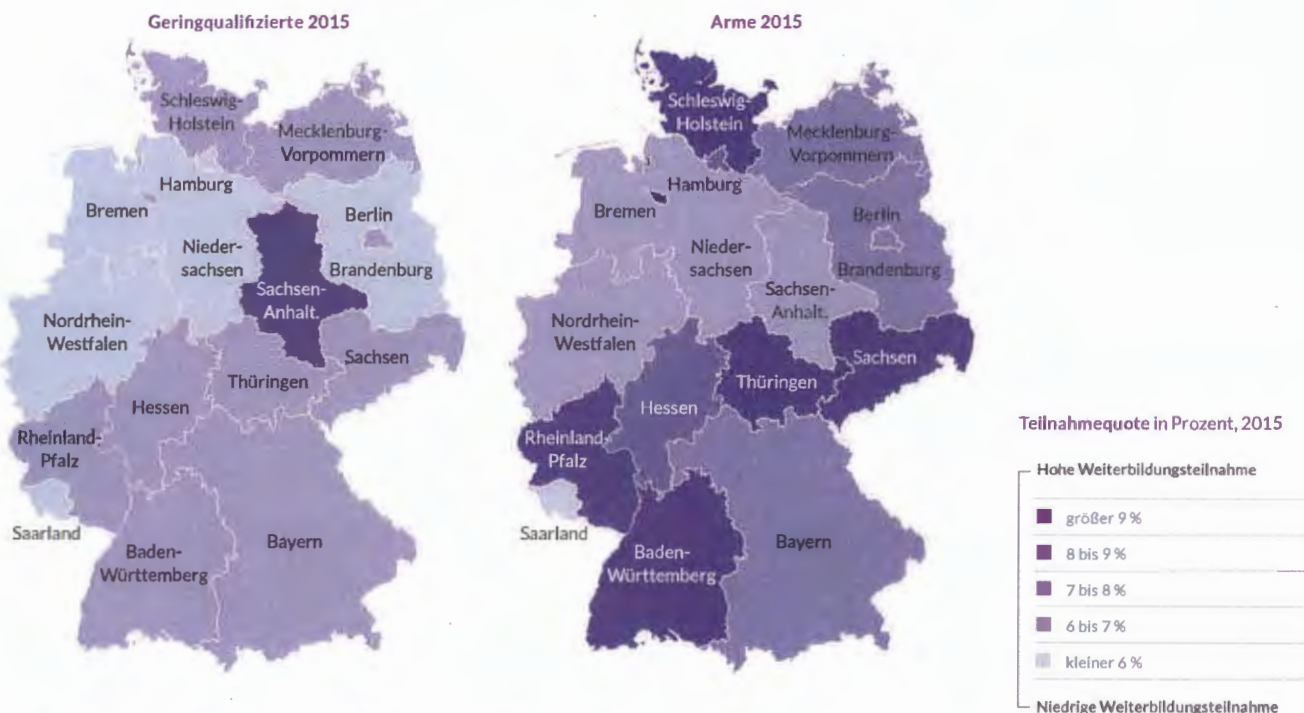 Geringqualifizierte 2015
Schleswig-
Holstein
Mecklenburg-
Vorpommern
Hamburg
Bremen
Berlin
Nieder-
sachsen
Brandenburg
Sachsen-
Anhalt.
Nordrhein-
Westfalen
Sachsen
Thüringen
Hessen
Rheinland-
Pfalz
Saarland
Bayern
Baden-
Württemberg
Arme 2015
Schleswig-
Holstein
Mecklenburg-
Vorpommern
Hamburg
Bremen
Berlin
Nieder-
sachsen
Brandenburg
Sachsen-
Anhalt.
Nordrhein-
Westfalen
Sachsen
Thüringen
Hessen
Rheinland-
Pfalz
Saarland
Bayern
Baden-
Württemberg
Teilnahmequote in Prozent, 2015
Hohe Weiterbildungsteilnahme
größer 9 %
8 bis 9 %
7 bis 8 %
6 bis 7 %
kleiner 6 %
Niedrige Weiterbildungsteilnahme